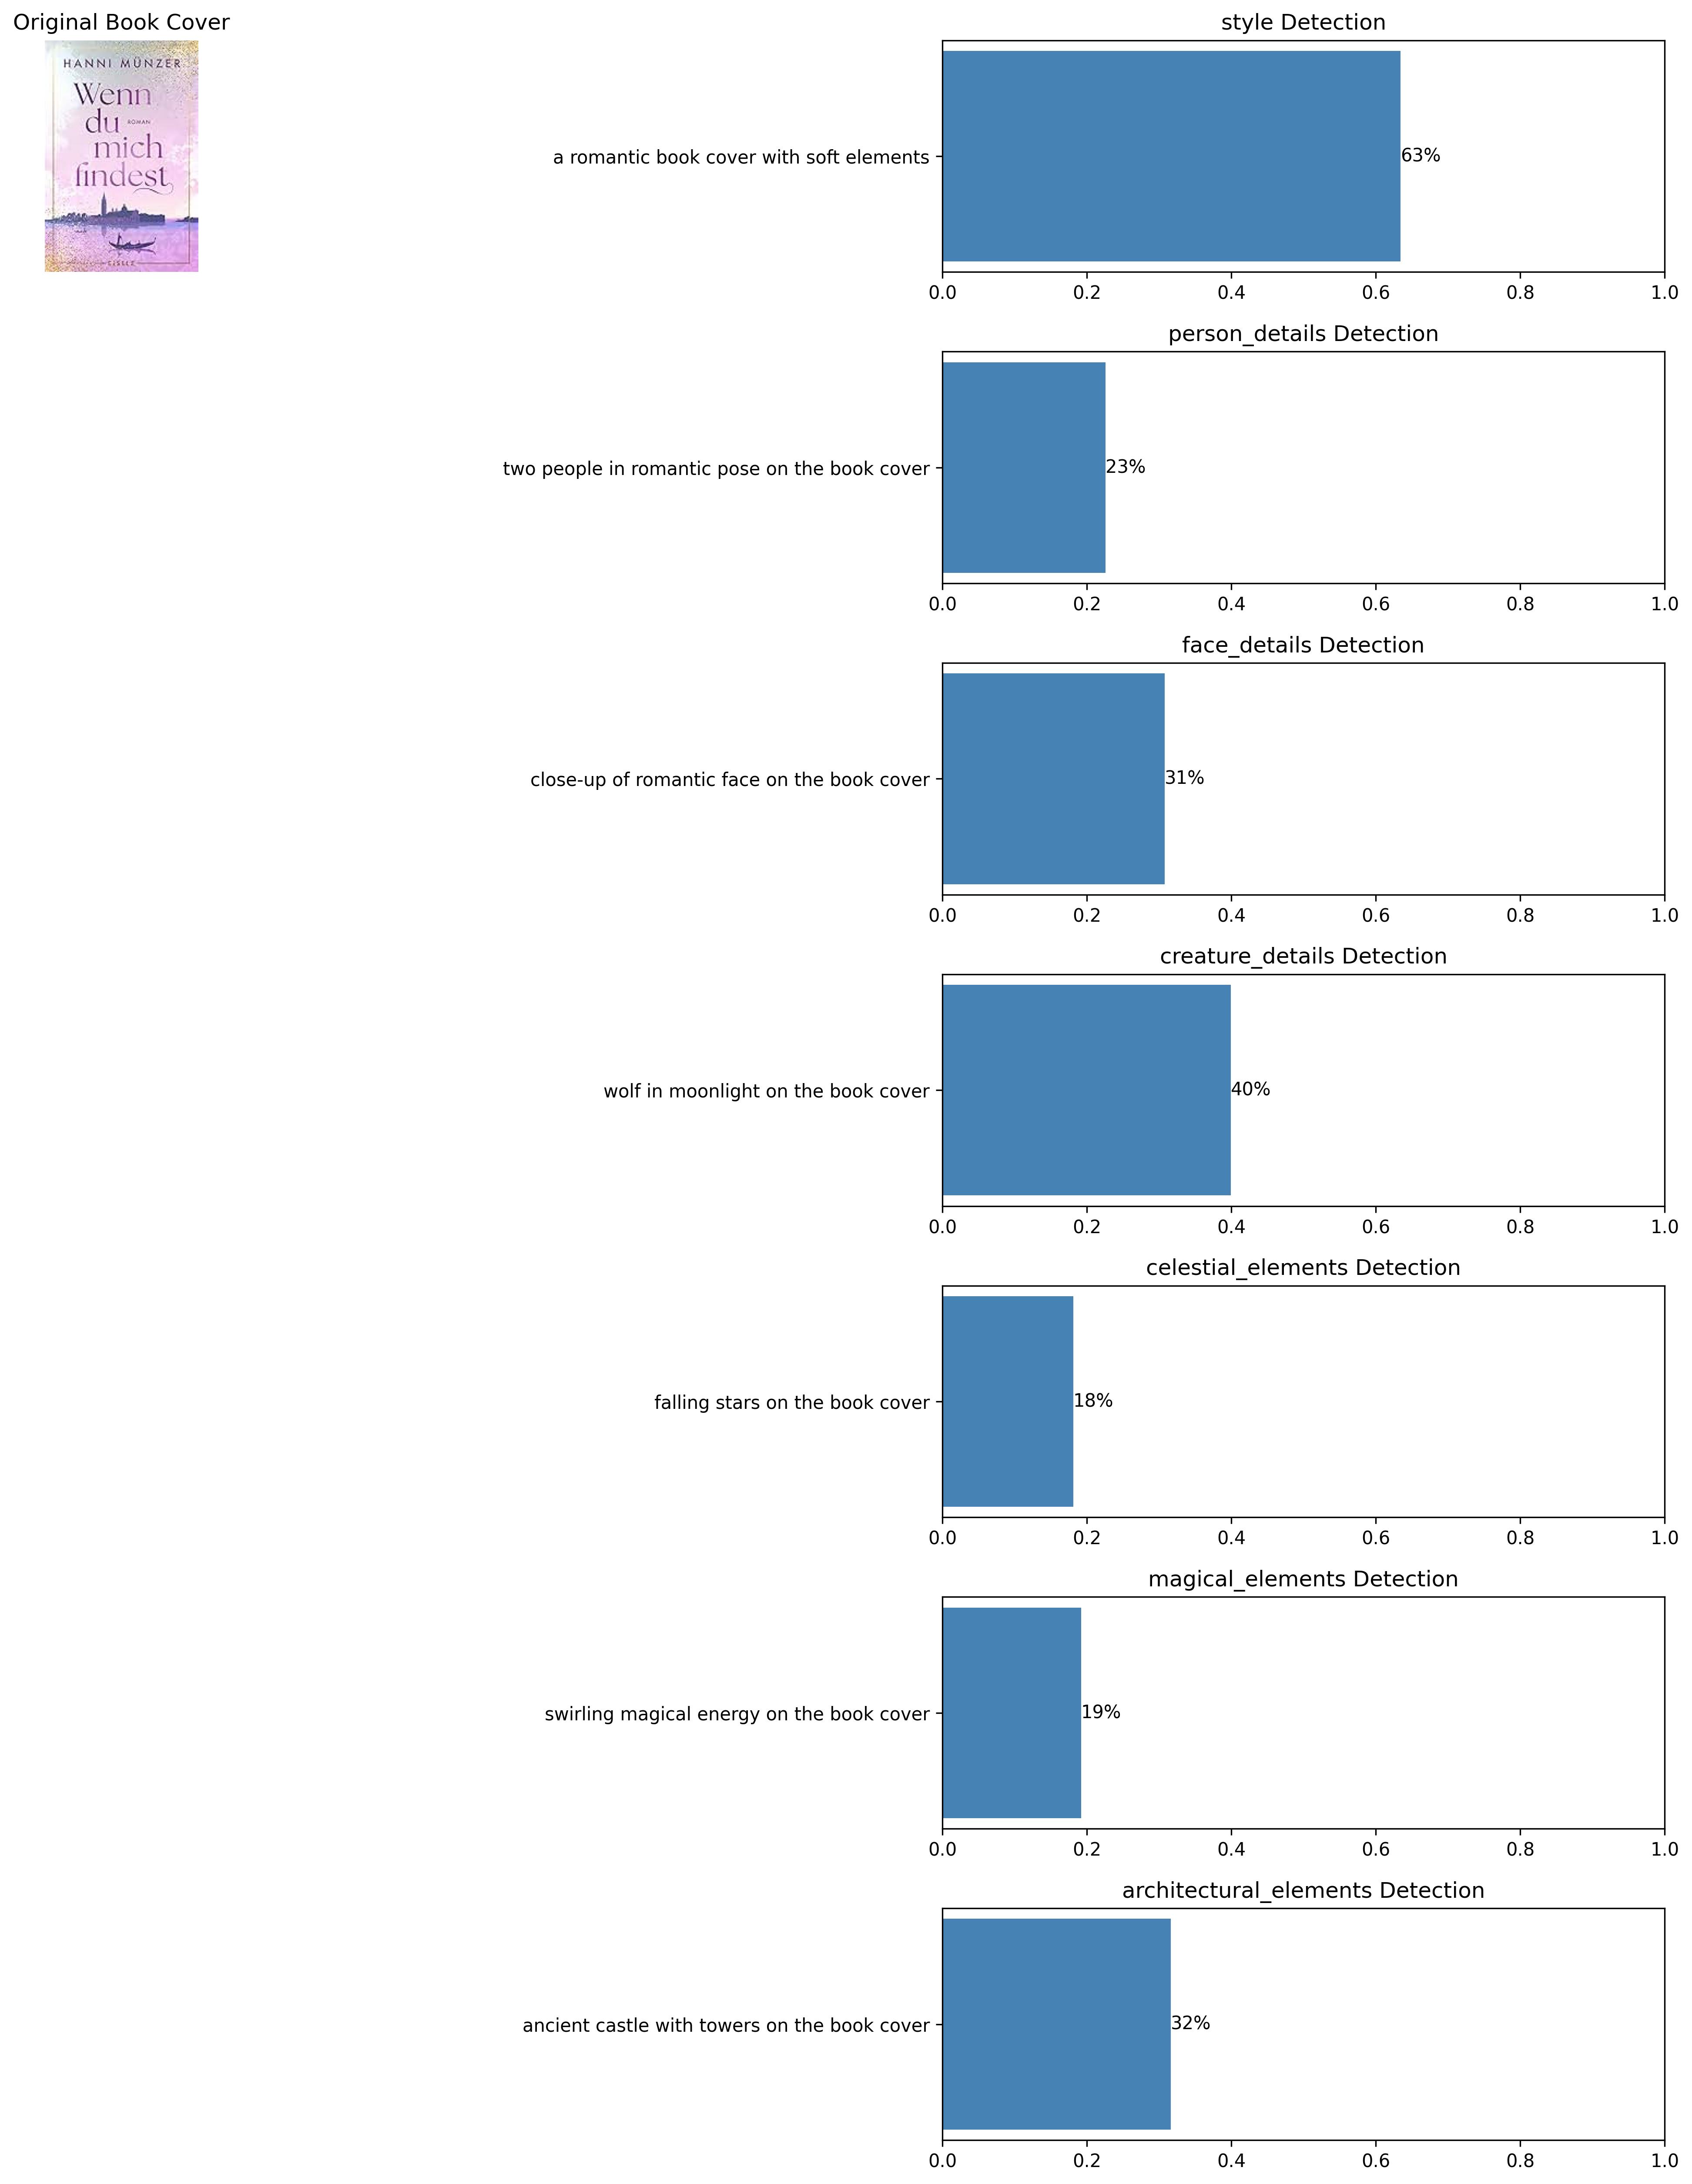 Original Book Cover
HANNI MÜNZER
Wenn
du ROMAN
mich
findest
EISELE
style Detection
a romantic book cover with soft elements
63%
0.0 0.2 0.4 0.6 0.8 1.0
person_details Detection
two people in romantic pose on the book cover
23%
0.0 0.2 0.4 0.6 0.8 1.0
face_details Detection
close-up of romantic face on the book cover
31%
0.0 0.2 0.4 0.6 0.8 1.0
creature_details Detection
wolf in moonlight on the book cover
40%
0.0 0.2 0.4 0.6 0.8 1.0
celestial_elements Detection
falling stars on the book cover
18%
0.0 0.2 0.4 0.6 0.8 1.0
magical_elements Detection
swirling magical energy on the book cover
19%
0.0 0.2 0.4 0.6 0.8 1.0
architectural_elements Detection
ancient castle with towers on the book cover
32%
0.0 0.2 0.4 0.6 0.8 1.0